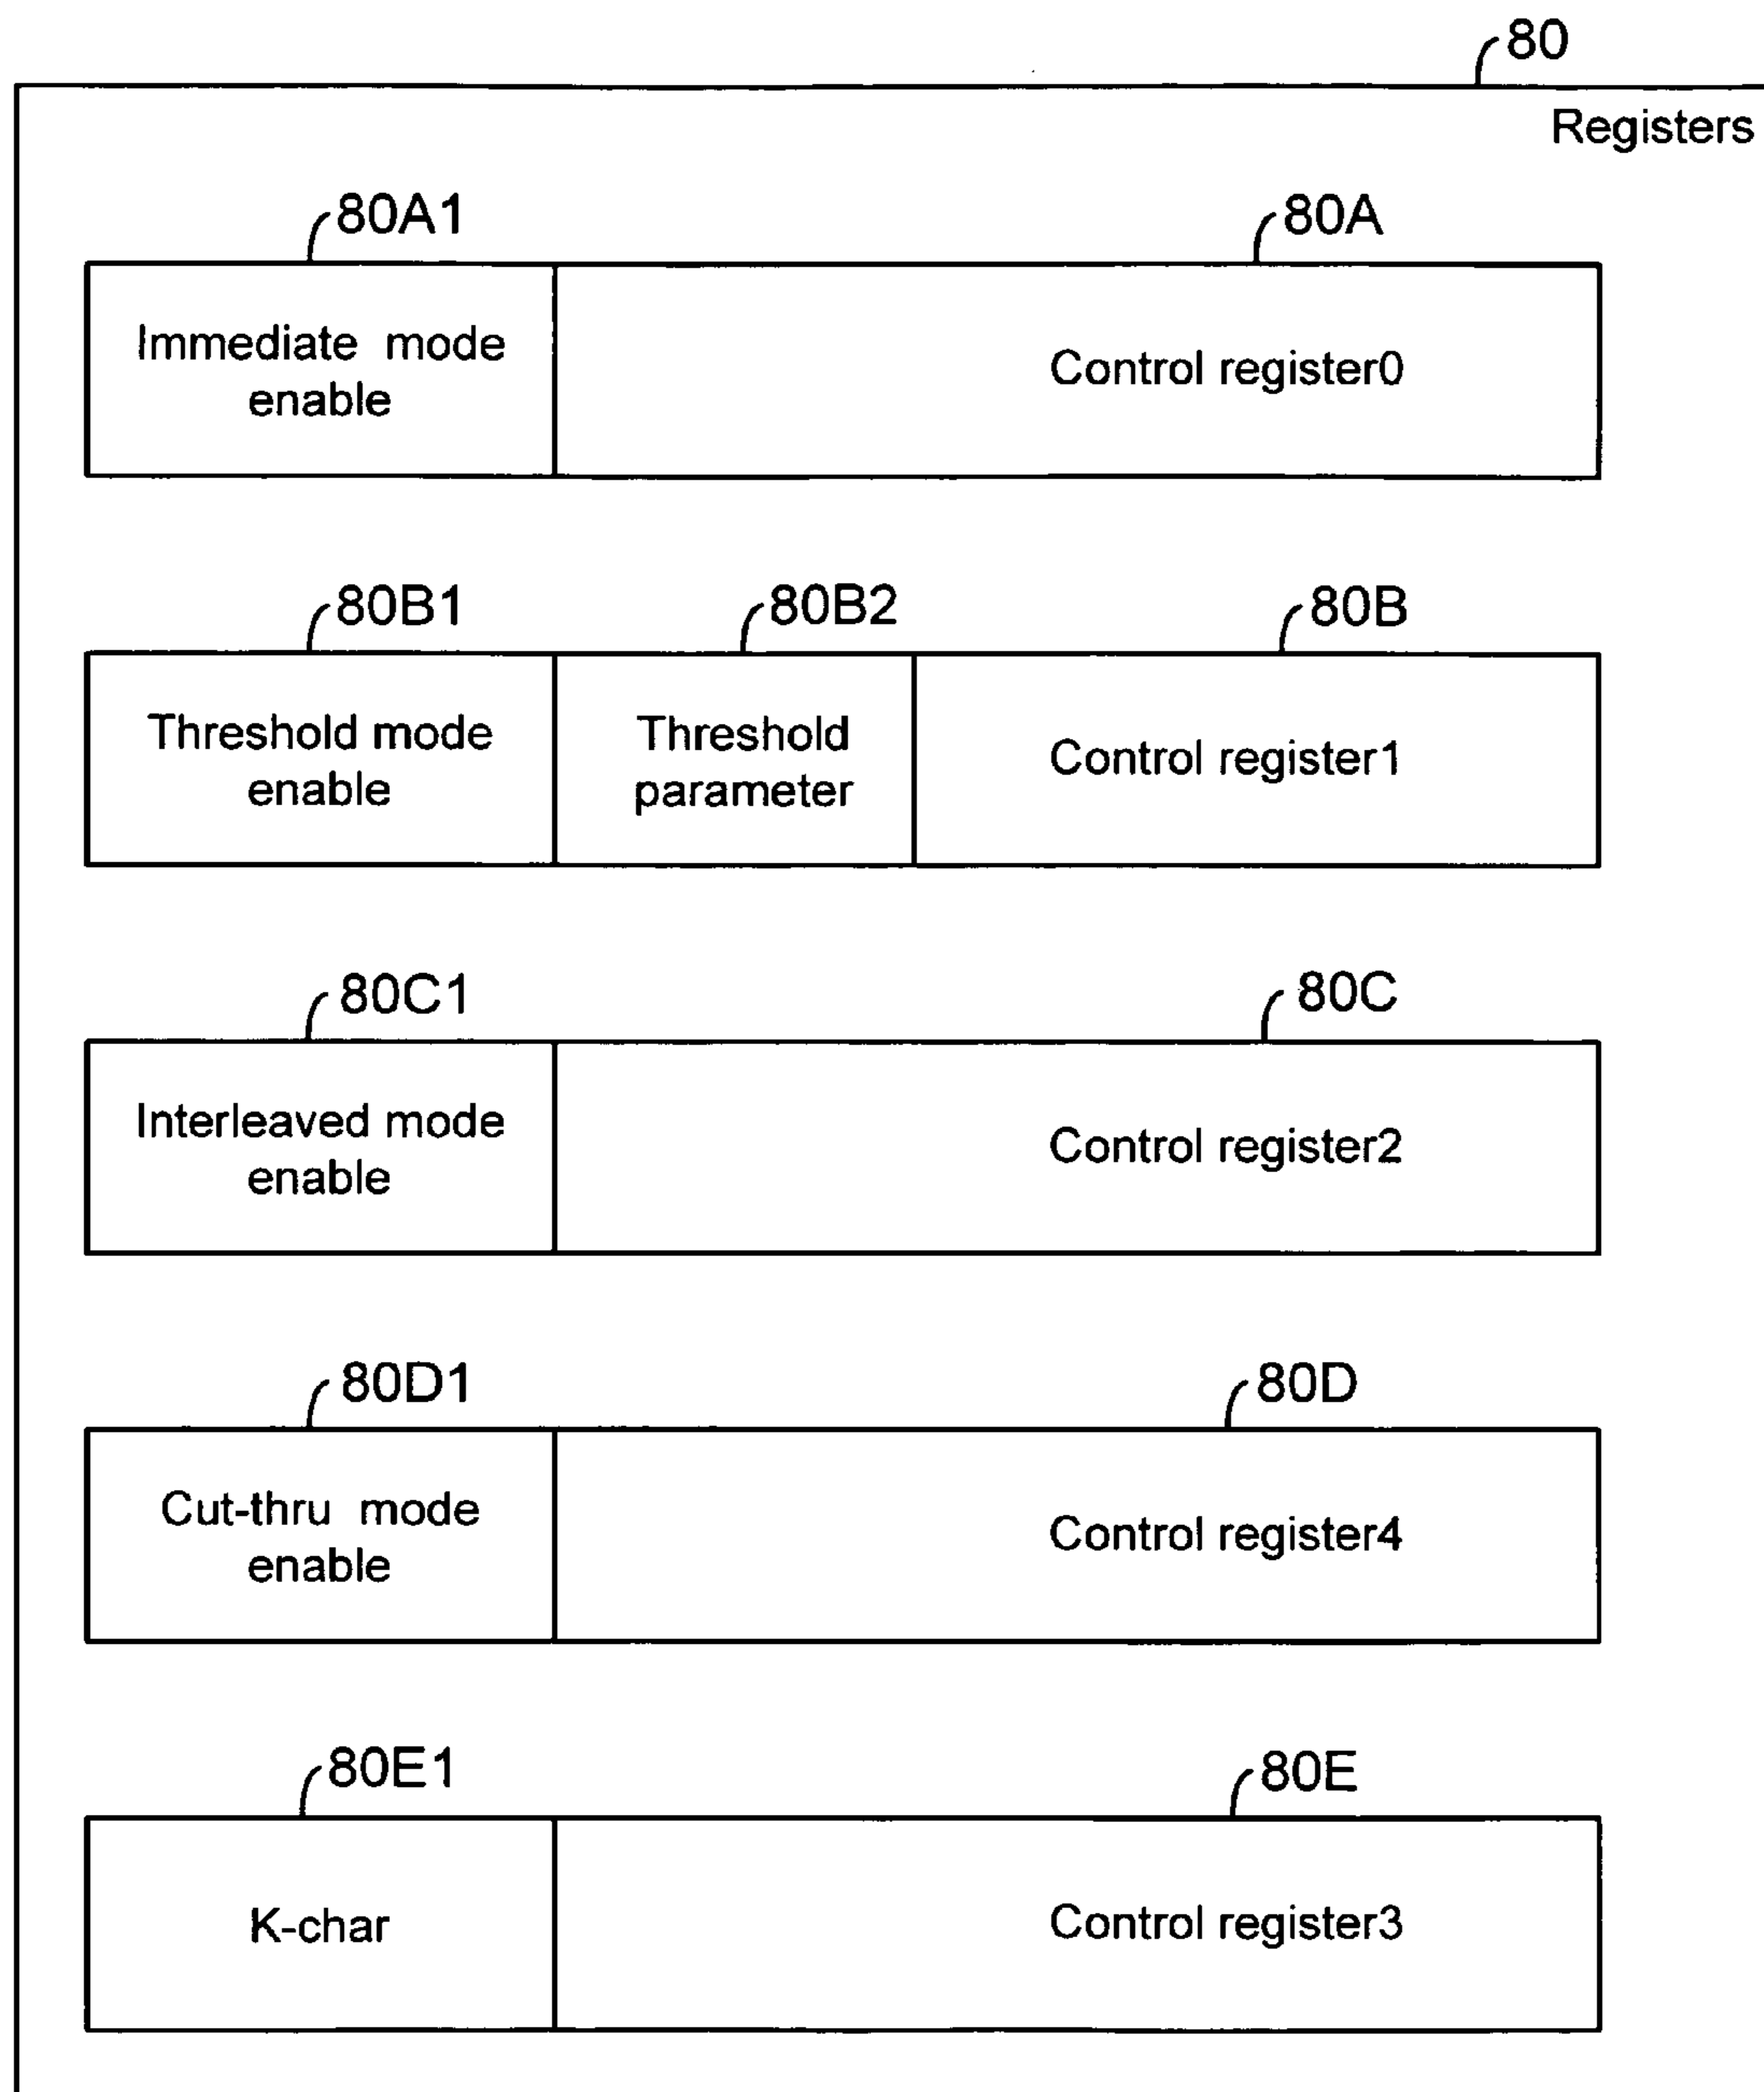 80
Registers
80A1
80A
Immediate mode
enable
Control register0
80B1
80B2
80B
Threshold mode
enable
Threshold
parameter
Control register1
80C1
80C
Interleaved mode
enable
Control register2
80D1
80D
Cut-thru mode
enable
Control register4
80E1
80E
K-char
Control register3